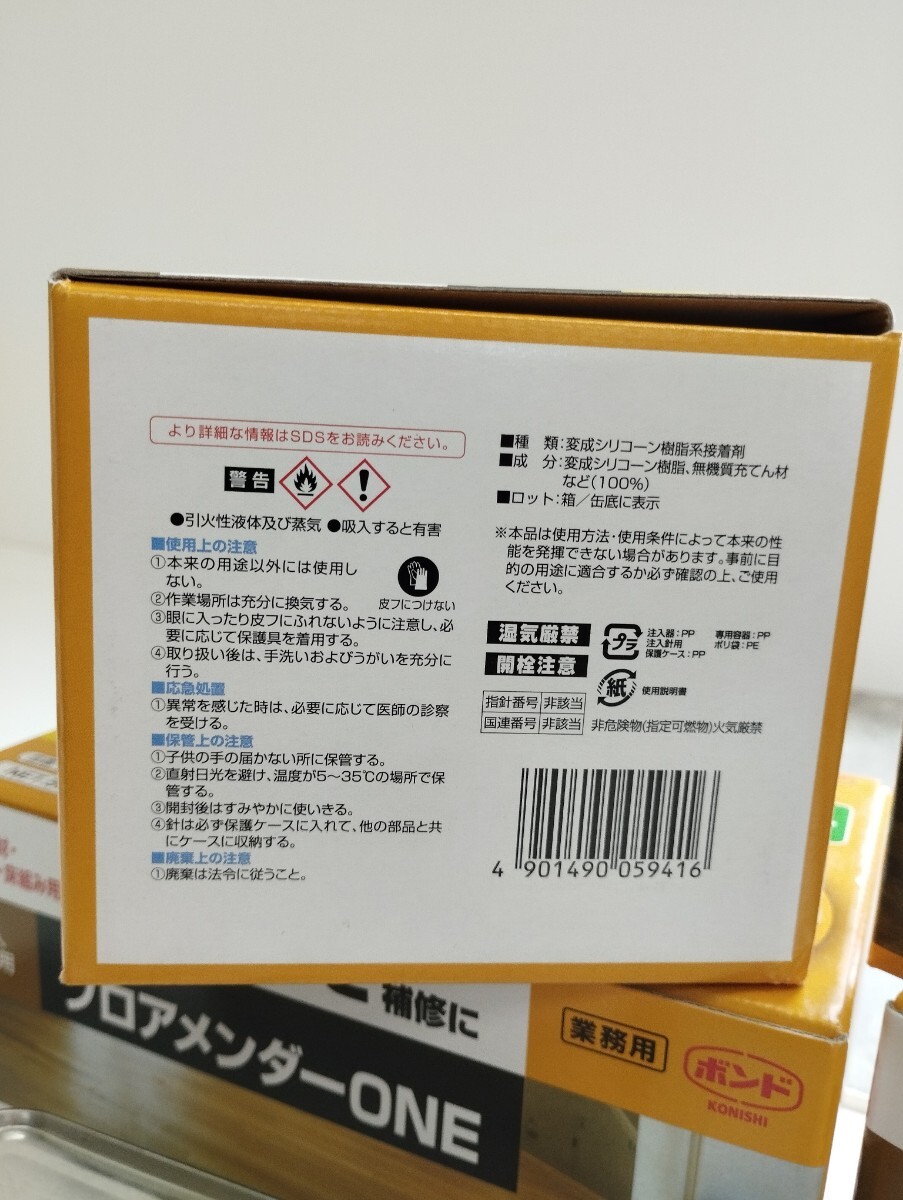 より詳細な情報はSDSをお読みください。
警告
●引火性液体及び蒸気 ●吸入すると有害
■使用上の注意
①本来の用途以外には使用し
ない。
②作業場所は充分に換気する。
皮フにつけない
③眼に入ったり皮フにふれないように注意し、必
要に応じて保護具を着用する。
④取り扱い後は、手洗いおよびうがいを充分に
行う。
■応急処置
①異常を感じた時は、必要に応じて医師の診察
を受ける。
■保管上の注意
①子供の手の届かない所に保管する。
②直射日光を避け、温度が5～35℃の場所で保
管する。
③開封後はすみやかに使いきる。
④針は必ず保護ケースに入れて、他の部品と共
にケースに収納する。
■廃棄上の注意
①廃棄は法令に従うこと。
■種　類：変成シリコーン樹脂系接着剤
■成　分：変成シリコーン樹脂、無機質充てん材
など(100%)
■ロット：箱／缶底に表示
※本品は使用方法・使用条件によって本来の性
能を発揮できない場合があります。事前に目
的の用途に適合するか必ず確認の上、ご使用
ください。
湿気厳禁
開栓注意
プラ
注入器：PP
注入針用
保護ケース：PP
専用容器：PP
ポリ袋：PE
紙
使用説明書
指針番号 非該当
国連番号 非該当
非危険物(指定可燃物)火気厳禁
4 901490 059416
床組み用
補修に
フロアメンダーONE
業務用
ボンド
KONISHI